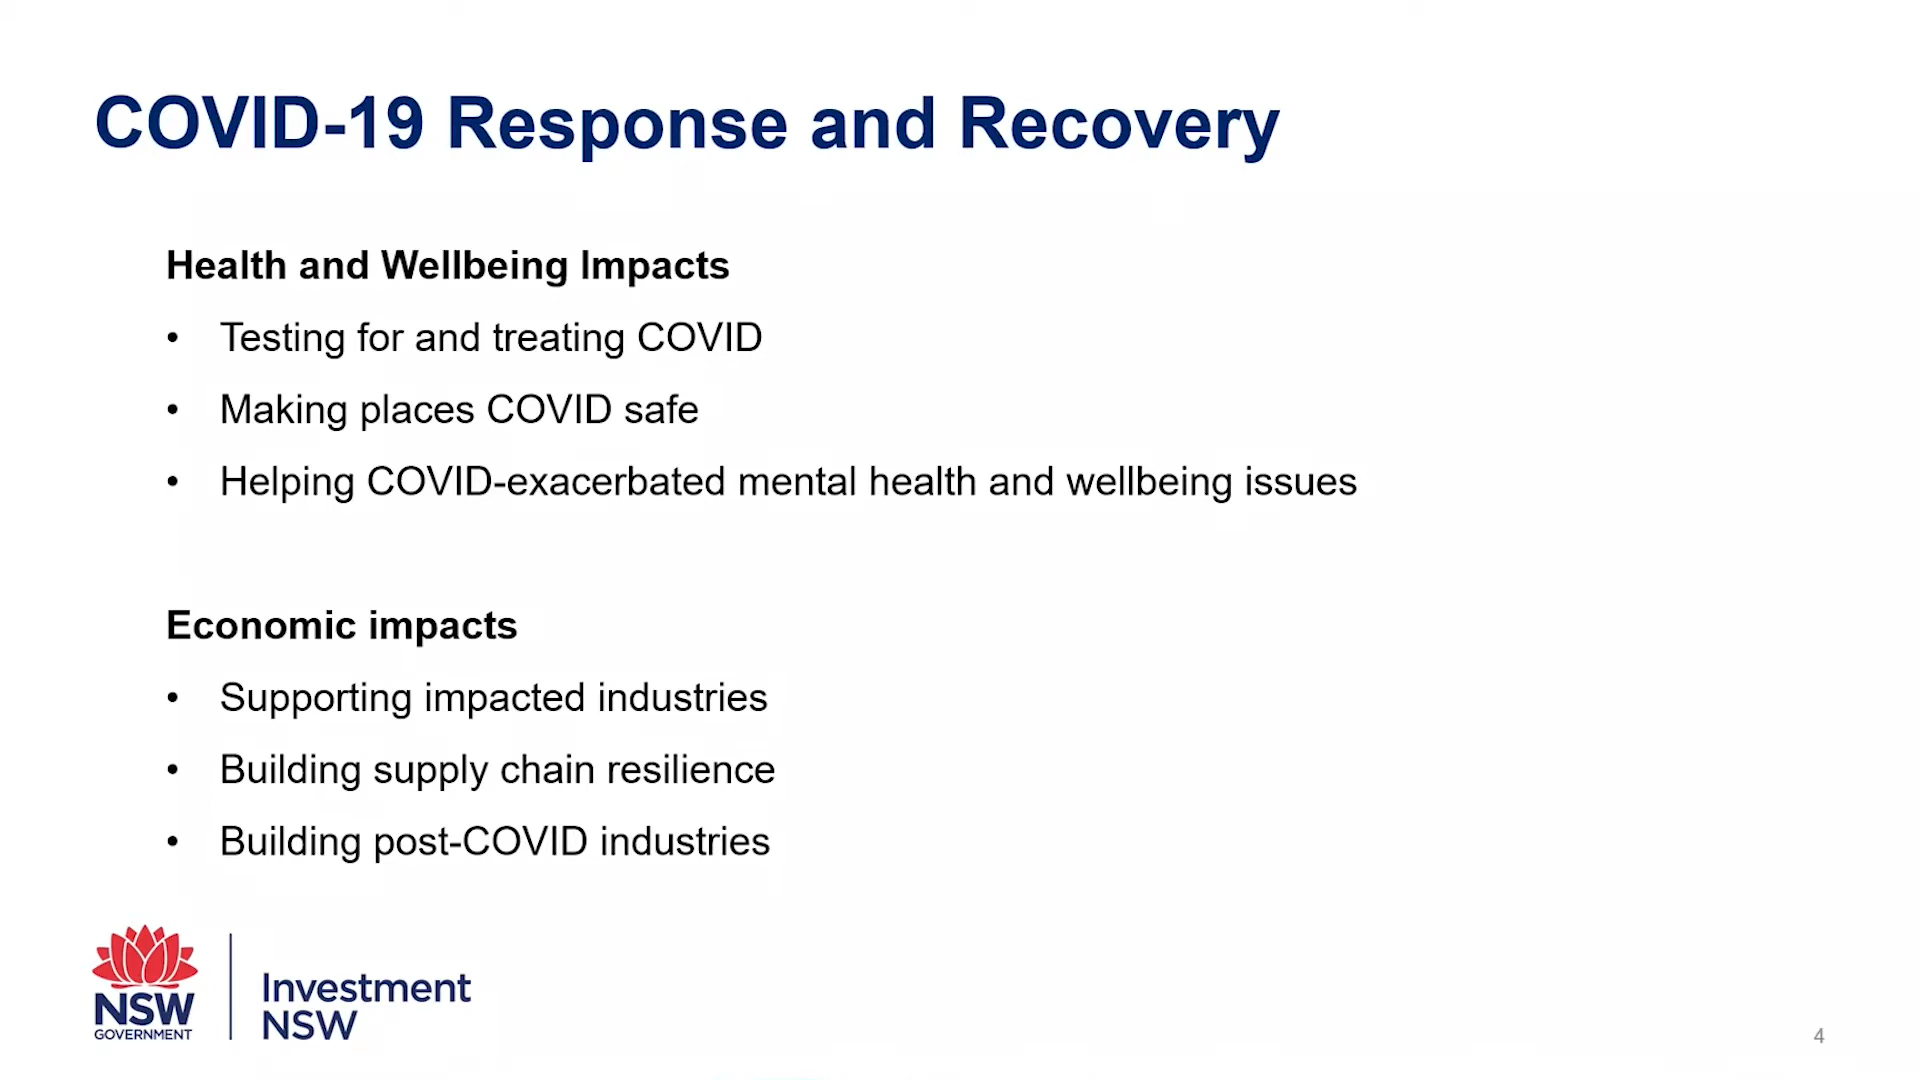 COVID-19 Response and Recovery
Health and Wellbeing Impacts
• Testing for and treating COVID
• Making places COVID safe
• Helping COVID-exacerbated mental health and wellbeing issues
Economic impacts
• Supporting impacted industries
• Building supply chain resilience
• Building post-COVID industries
NSW
GOVERNMENT
Investment
NSW
4